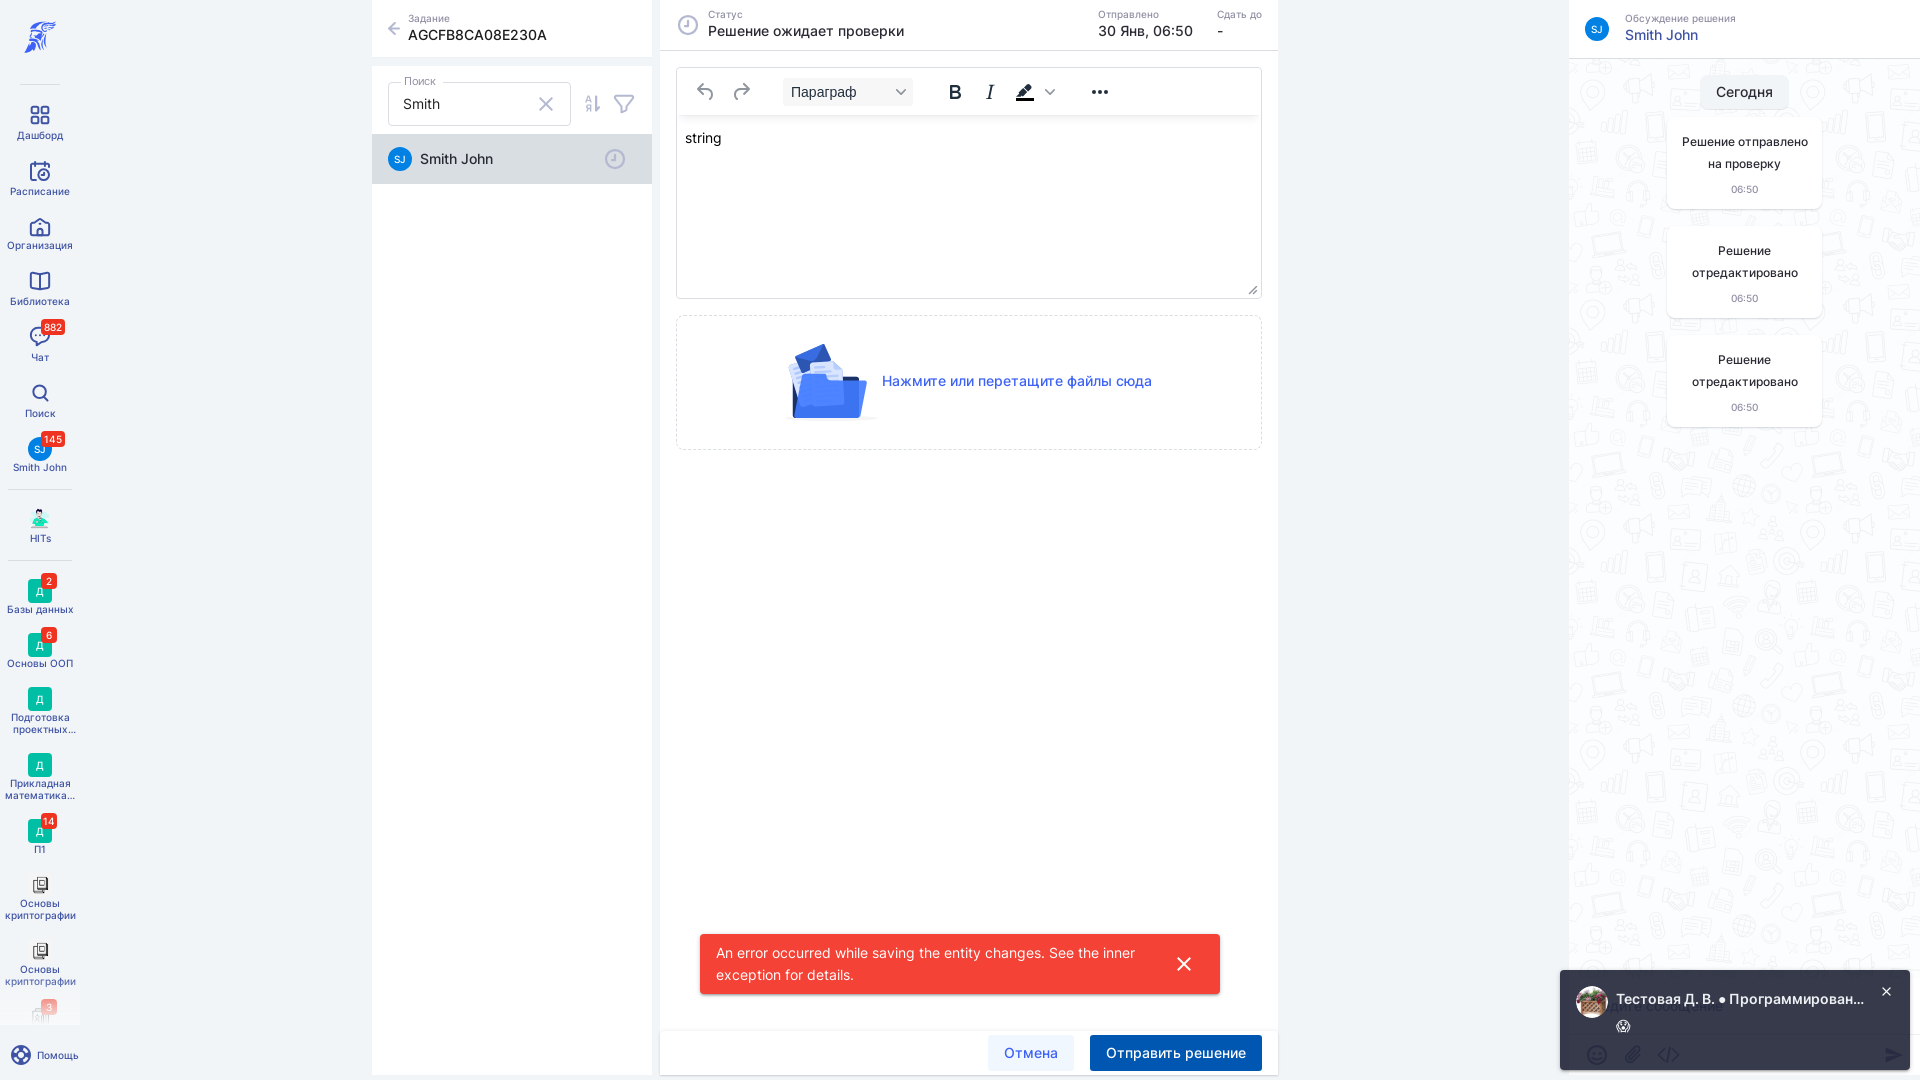 Дашборд
Расписание
Организация
Библиотека
882
Чат
Поиск
SJ
145
Smith John
HITs
2
Д
Базы данных
6
Д
Основы ООП
Д
Подготовка
проектных...
Д
Прикладная
математика...
14
Д
П1
Основы
криптографии
Основы
криптографии
3
Помощь
Задание
AGCFB8CA08E230A
Поиск
Smith
SJ
Smith John
Статус
Решение ожидает проверки
Отправлено
30 Янв, 06:50
Сдать до
-
Параграф
string
Нажмите или перетащите файлы сюда
An error occurred while saving the entity changes. See the inner
exception for details.
Отмена
Отправить решение
SJ
Обсуждение решения
Smith John
Сегодня
Решение отправлено
на проверку
06:50
Решение
отредактировано
06:50
Решение
отредактировано
06:50
Тестовая Д. В. ● Программирован...